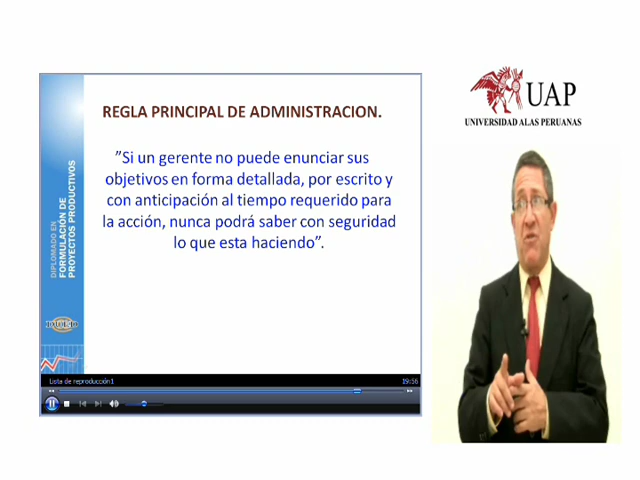 REGLA PRINCIPAL DE ADMINISTRACION.
”Si un gerente no puede enunciar sus
objetivos en forma detallada, por escrito y
con anticipación al tiempo requerido para
la acción, nunca podrá saber con seguridad
lo que esta haciendo”.
DIPLOMADO EN
FORMULACIÓN DE
PROYECTOS PRODUCTIVOS
Lista de reproducción1
19:56
UAP
UNIVERSIDAD ALAS PERUANAS